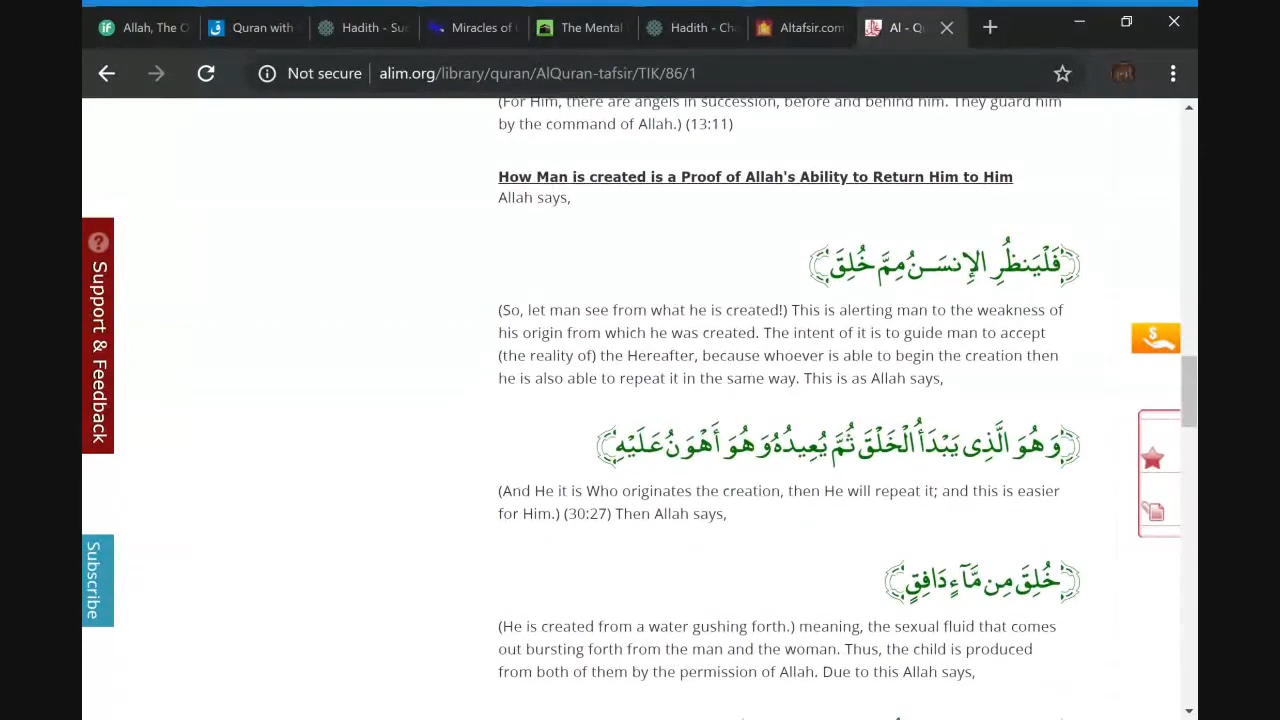 Allah, The O
Quran with
Hadith - Su
Miracles of
The Mental
Hadith - Ch
Altafsir.com
Al - Q
Not secure
alim.org/library/quran/AlQuran-tafsir/TIK/86/1
(For Him, there are angels in succession, before and behind him. They guard him
by the command of Allah.) (13:11)
How Man is created is a Proof of Allah's Ability to Return Him to Him
Allah says,
فَلْيَنظُرِ الإِنسَـنُ مِمَّ خُلِقَ
(So, let man see from what he is created!) This is alerting man to the weakness of
his origin from which he was created. The intent of it is to guide man to accept
(the reality of) the Hereafter, because whoever is able to begin the creation then
he is also able to repeat it in the same way. This is as Allah says,
وَهُوَ الَّذِى يَبْدَأُ الْخَلْقَ ثُمَّ يُعِيدُهُ وَهُوَ أَهْوَنُ عَلَيْهِ
(And He it is Who originates the creation, then He will repeat it; and this is easier
for Him.) (30:27) Then Allah says,
خُلِقَ مِن مَّآءٍ دَافِقٍ
(He is created from a water gushing forth.) meaning, the sexual fluid that comes
out bursting forth from the man and the woman. Thus, the child is produced
from both of them by the permission of Allah. Due to this Allah says,
Support & Feedback
Subscribe